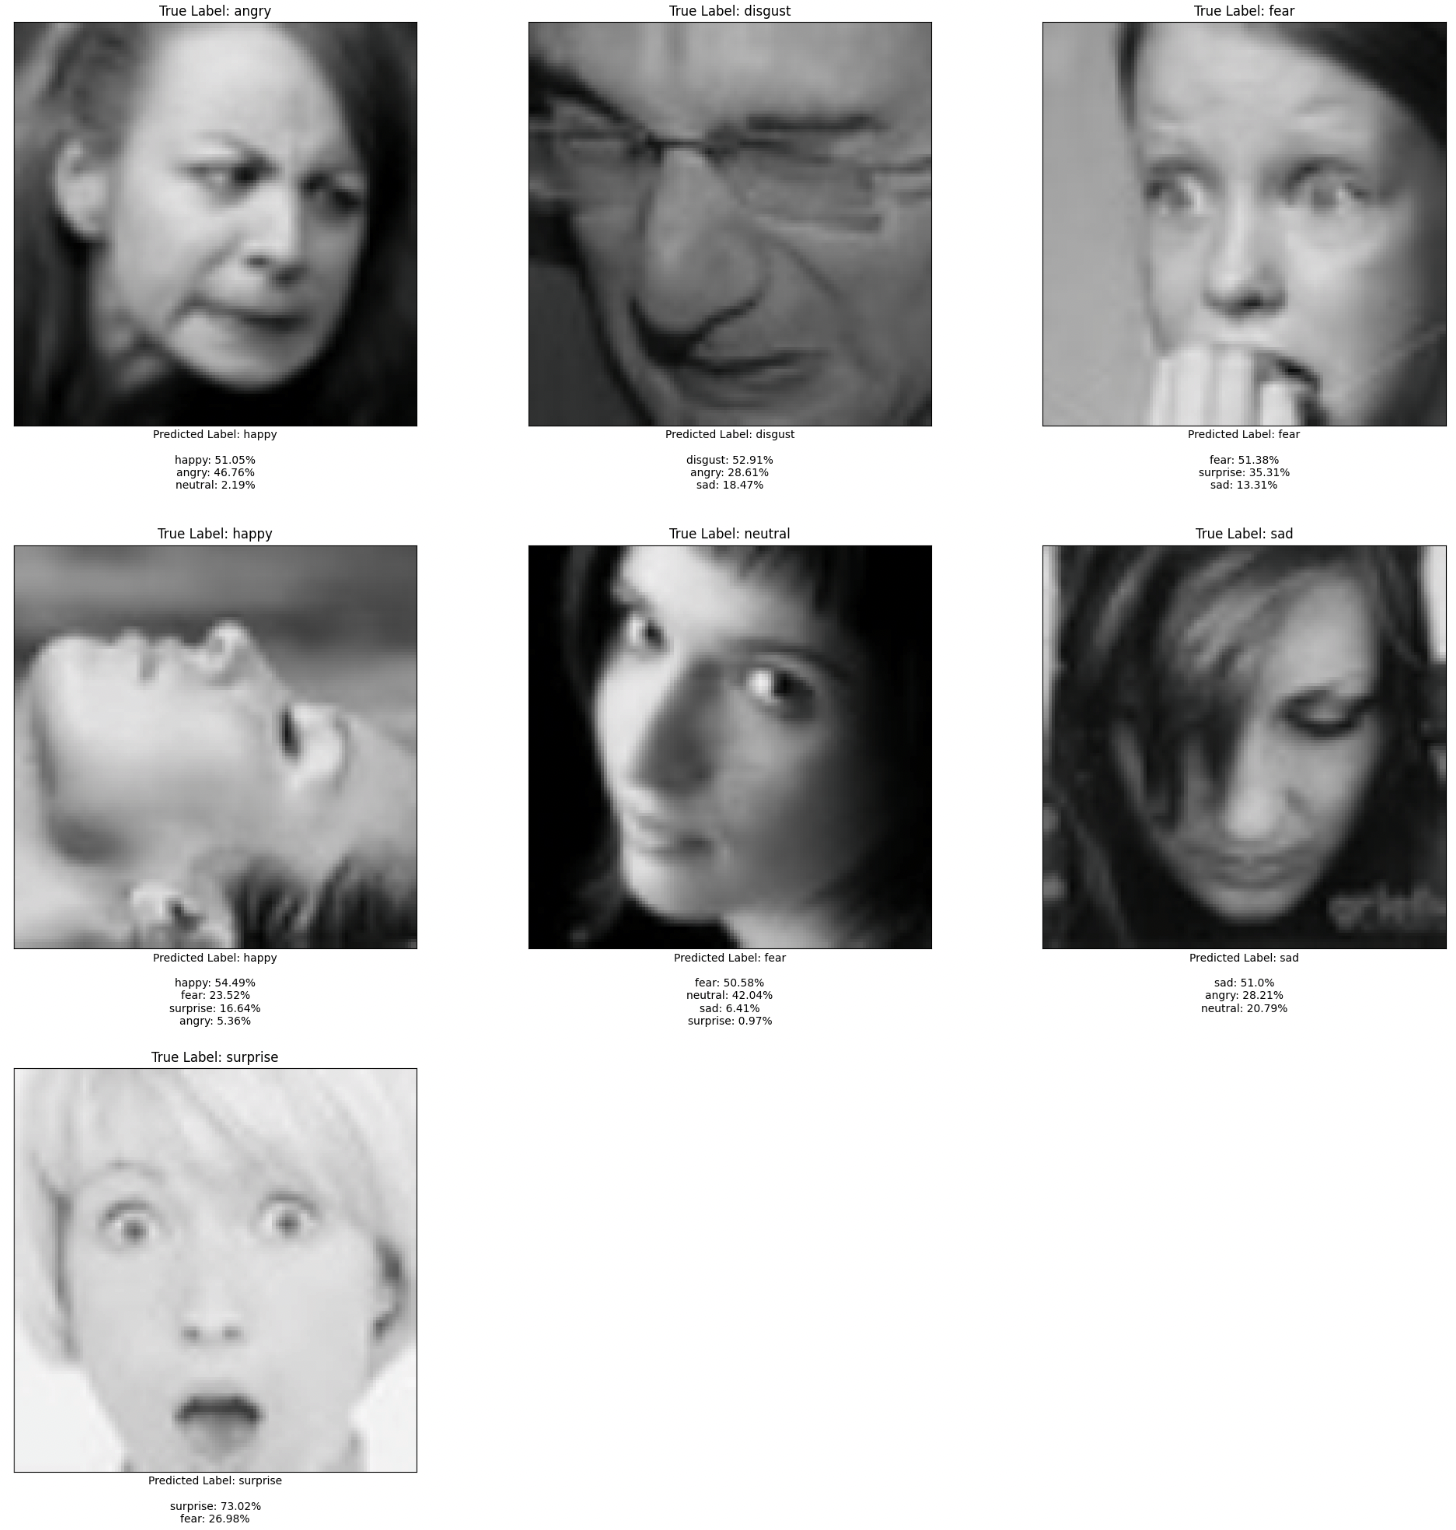 True Label: angry
True Label: disgust
True Label: fear
Predicted Label: happy
happy: 51.05%
angry: 46.76%
neutral: 2.19%
Predicted Label: disgust
disgust: 52.91%
angry: 28.61%
sad: 18.47%
Predicted Label: fear
fear: 51.38%
surprise: 35.31%
sad: 13.31%
True Label: happy
True Label: neutral
True Label: sad
Predicted Label: happy
happy: 54.49%
fear: 23.52%
surprise: 16.64%
angry: 5.36%
Predicted Label: fear
fear: 50.58%
neutral: 42.04%
sad: 6.41%
surprise: 0.97%
Predicted Label: sad
sad: 51.0%
angry: 28.21%
neutral: 20.79%
True Label: surprise
Predicted Label: surprise
surprise: 73.02%
fear: 26.98%